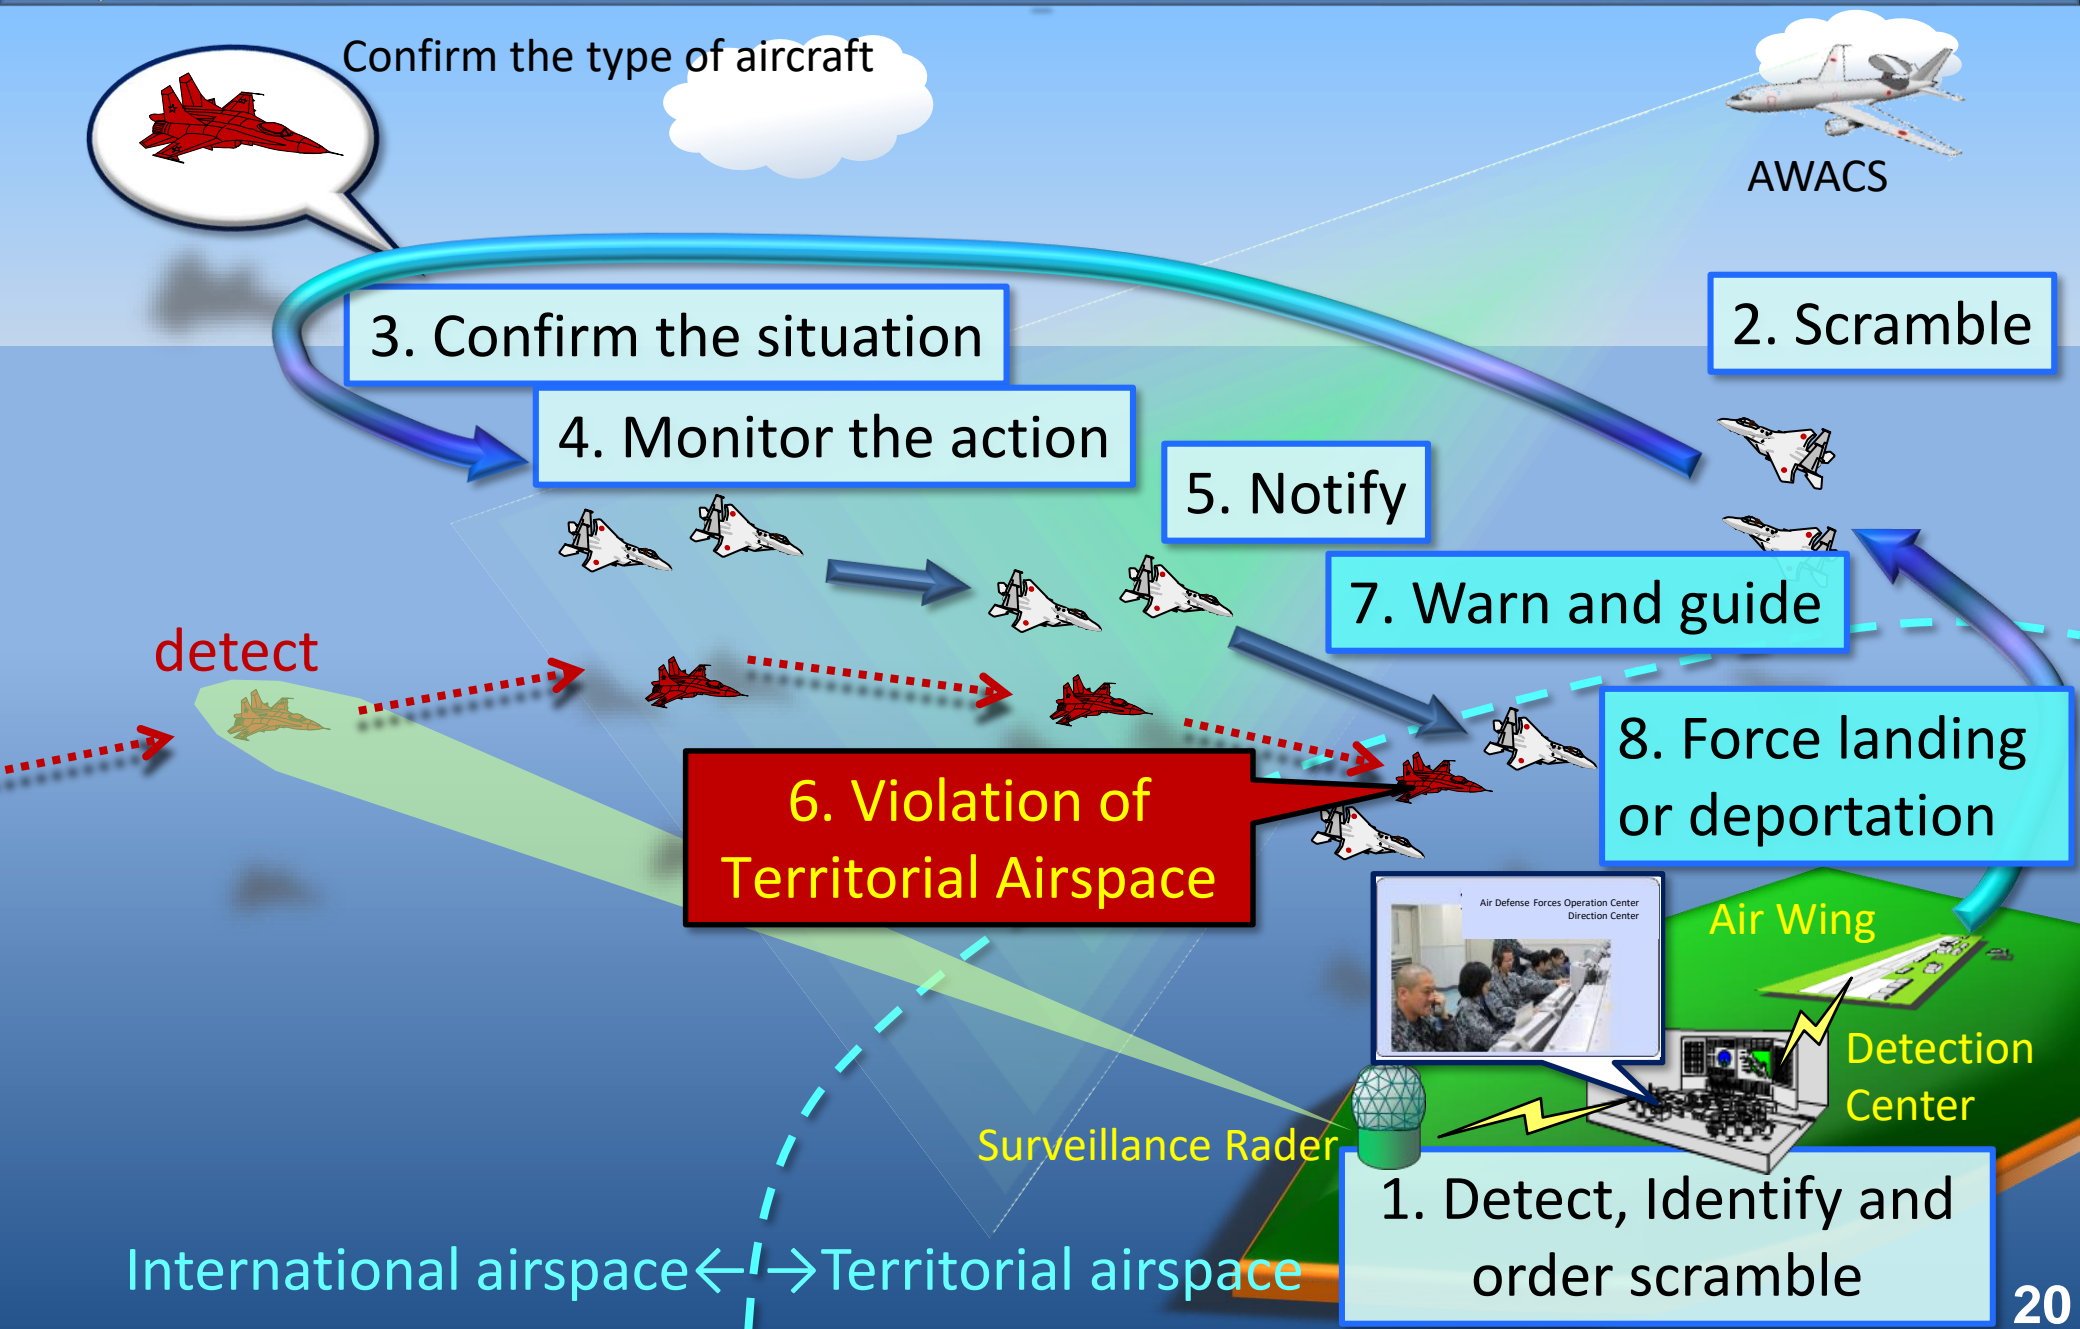 Confirm the type of aircraft
AWACS
2. Scramble
3. Confirm the situation
4. Monitor the action
5. Notify
7. Warn and guide
detect
8. Force landing
or deportation
6. Violation of
Territorial Airspace
Air Defense Forces Operation Center
Direction Center
Air Wing
Detection
Center
Surveillance Rader
1. Detect, Identify and
order scramble
International airspace←→Territorial airspace
20